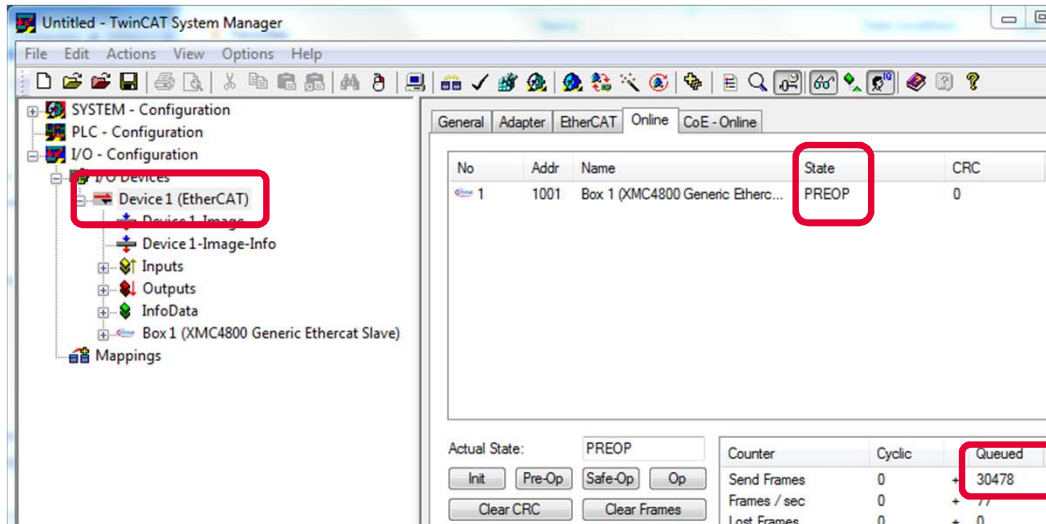 Untitled - TwinCAT System Manager
File Edit Actions View Options Help
SYSTEM - Configuration
PLC - Configuration
I/O - Configuration
I/O Devices
Device 1 (EtherCAT)
Device 1-Image
Device 1-Image-Info
Inputs
Outputs
InfoData
Box 1 (XMC4800 Generic Ethercat Slave)
Mappings
General Adapter EtherCAT Online CoE - Online
No Addr Name State CRC
1 1001 Box 1 (XMC4800 Generic Etherc... PREOP 0
Actual State: PREOP
Init Pre-Op Safe-Op Op
Clear CRC Clear Frames
Counter Cyclic Queued
Send Frames 0 + 30478
Frames / sec 0 + 77
Lost Frames 0 + 0